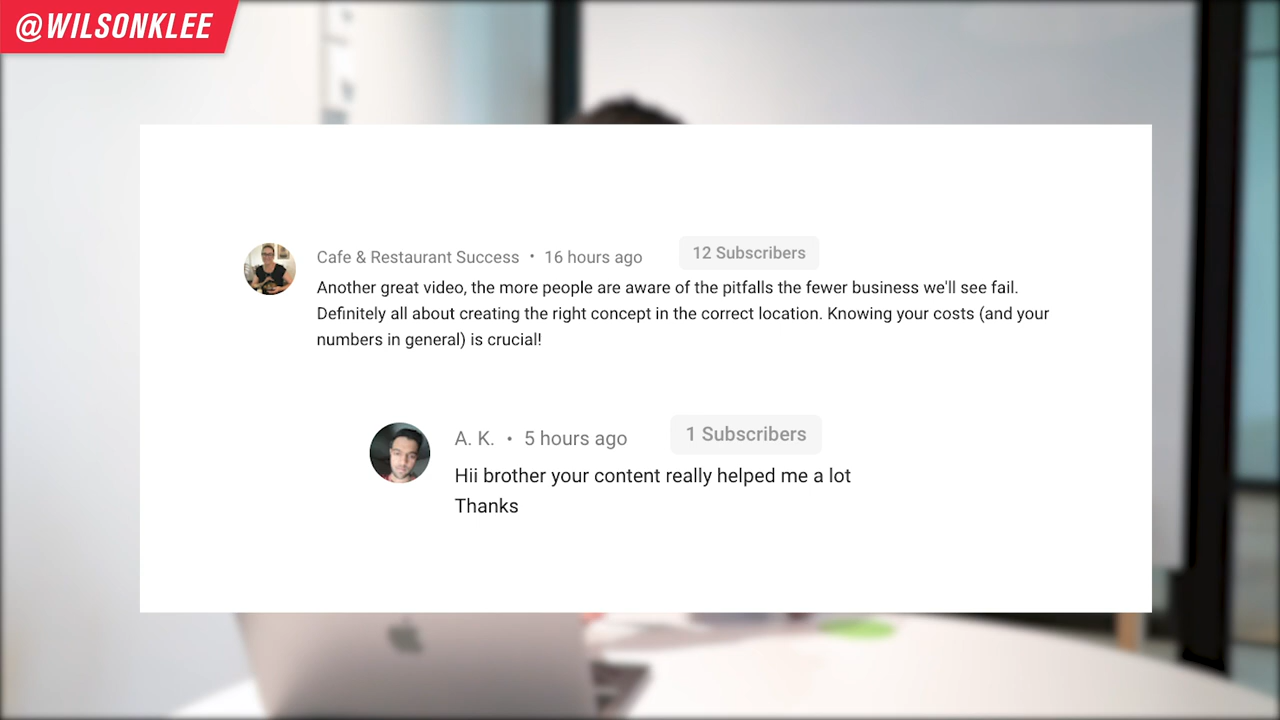 @WILSONKLEE
Cafe & Restaurant Success • 16 hours ago
12 Subscribers
Another great video, the more people are aware of the pitfalls the fewer business we'll see fail.
Definitely all about creating the right concept in the correct location. Knowing your costs (and your
numbers in general) is crucial!
A. K. • 5 hours ago
1 Subscribers
Hii brother your content really helped me a lot
Thanks